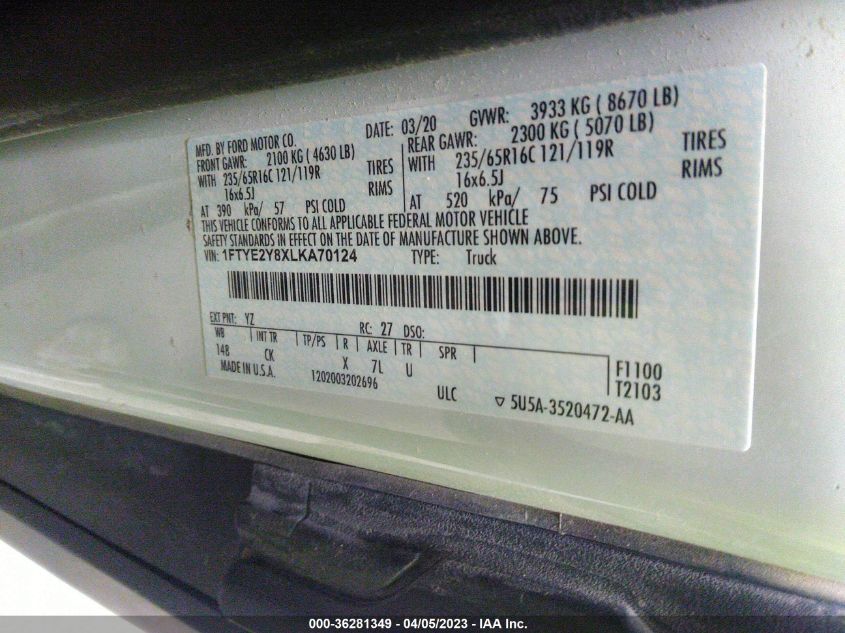 MFD. BY FORD MOTOR CO. DATE: 03/20 GVWR: 3933 KG ( 8670 LB)
FRONT GAWR: 2100 KG ( 4630 LB) REAR GAWR: 2300 KG ( 5070 LB)
WITH 235/65R16C 121/119R TIRES WITH 235/65R16C 121/119R TIRES
16x6.5J RIMS 16x6.5J RIMS
AT 390 kPa/ 57 PSI COLD AT 520 kPa/ 75 PSI COLD
THIS VEHICLE CONFORMS TO ALL APPLICABLE FEDERAL MOTOR VEHICLE
SAFETY STANDARDS IN EFFECT ON THE DATE OF MANUFACTURE SHOWN ABOVE.
VIN: 1FTYE2Y8XLKA70124 TYPE: Truck
EXT PNT: YZ RC: 27 DSO:
WB INT TR TP/PS R AXLE TR SPR
148 CK X 7L U F1100
MADE IN U.S.A. 1202003202696 ULC T2103
5U5A-3520472-AA
000-36281349 - 04/05/2023 - IAA Inc.